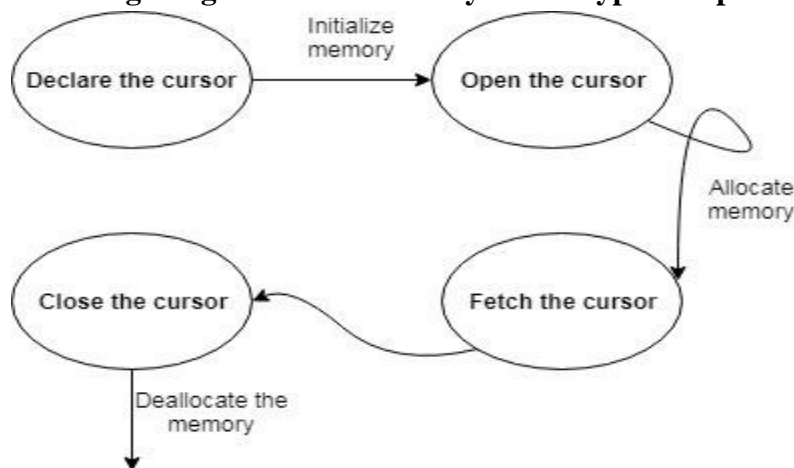 Initialize
memory
Declare the cursor
Open the cursor
Allocate
memory
Close the cursor
Fetch the cursor
Deallocate the
memory